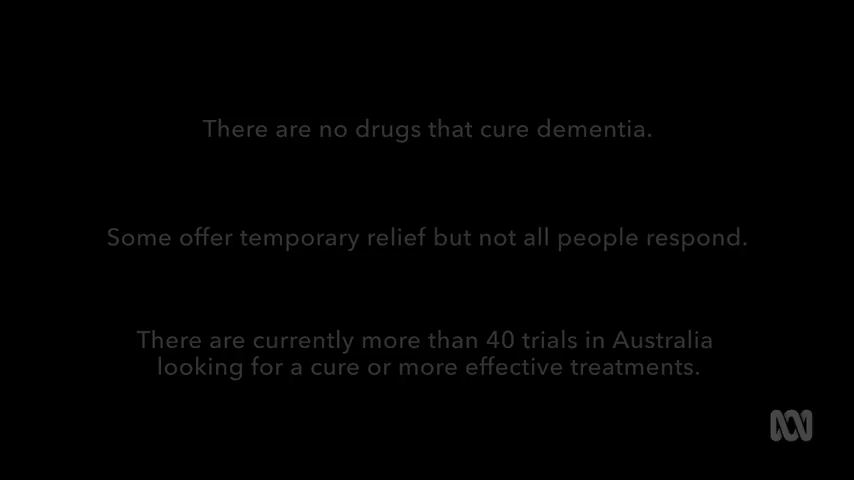 There are no drugs that cure dementia.
Some offer temporary relief but not all people respond.
There are currently more than 40 trials in Australia
looking for a cure or more effective treatments.